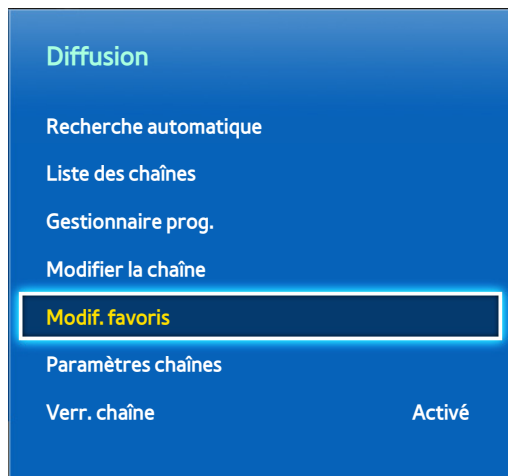 Diffusion
Recherche automatique
Liste des chaînes
Gestionnaire prog.
Modifier la chaîne
Modif. favoris
Paramètres chaînes
Verr. chaîne Activé